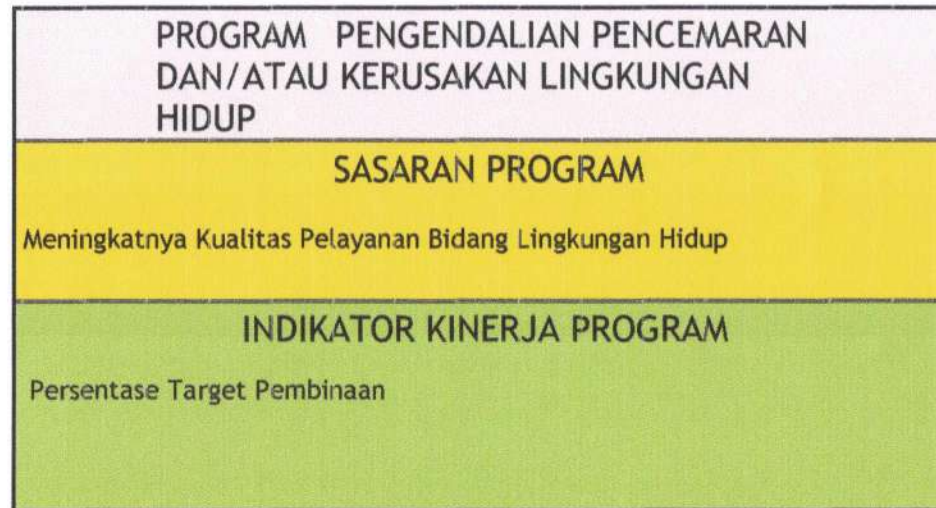 PROGRAM PENGENDALIAN PENCEMARAN
DAN/ATAU KERUSAKAN LINGKUNGAN
HIDUP
SASARAN PROGRAM
Meningkatnya Kualitas Pelayanan Bidang Lingkungan Hidup
INDIKATOR KINERJA PROGRAM
Persentase Target Pembinaan